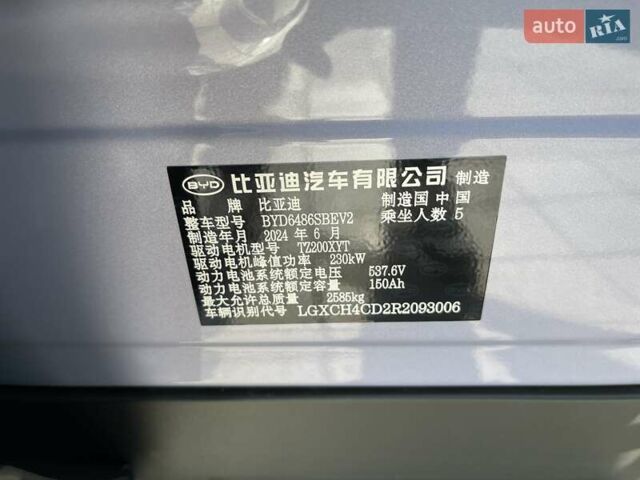 auto RIA .com
BYD 比亚迪汽车有限公司 制造
品牌 比亚迪 制造国 中国
整车型号 BYD6486SBEV2 乘坐人数 5
制造年月 2024 年 6 月
驱动电机型号 TZ200XYT
驱动电机峰值功率 230kW
动力电池系统额定电压 537.6V
动力电池系统额定容量 150Ah
最大允许总质量 2585kg
车辆识别代号 LGXCH4CD2R2093006